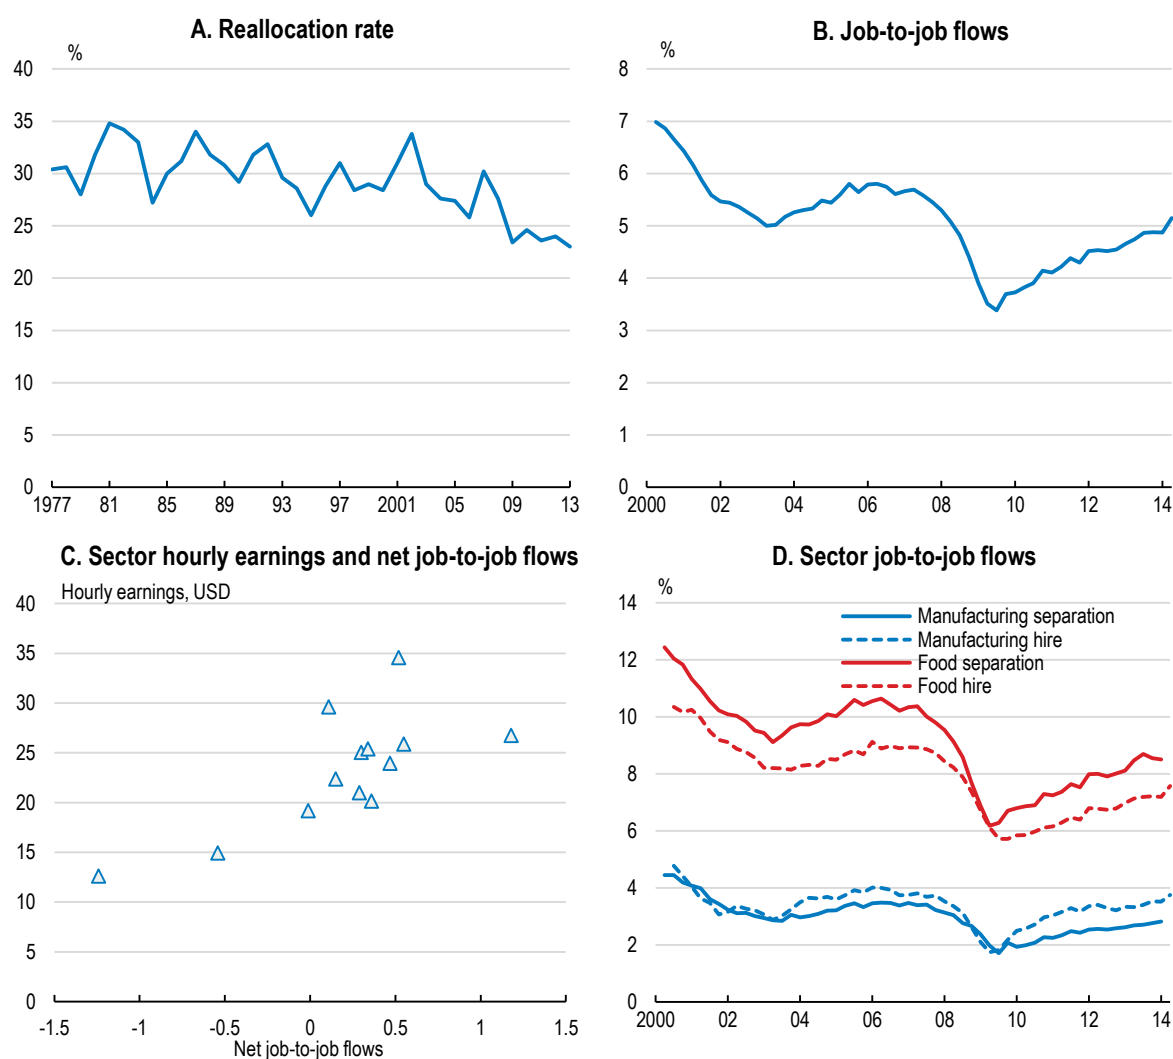 A. Reallocation rate
%
40
35
30
25
20
15
10
5
0
1977 81 85 89 93 97 2001 05 09 13
B. Job-to-job flows
%
8
7
6
5
4
3
2
1
0
2000 02 04 06 08 10 12 14
C. Sector hourly earnings and net job-to-job flows
Hourly earnings, USD
40
35
30
25
20
15
10
5
0
-1.5 -1 -0.5 0 0.5 1 1.5
Net job-to-job flows
D. Sector job-to-job flows
%
14
12
10
8
6
4
2
0
Manufacturing separation
Manufacturing hire
Food separation
Food hire
2000 02 04 06 08 10 12 14